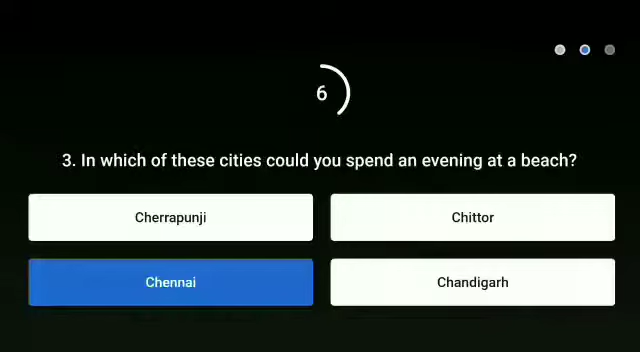 6
3. In which of these cities could you spend an evening at a beach?
Cherrapunji
Chittor
Chennai
Chandigarh